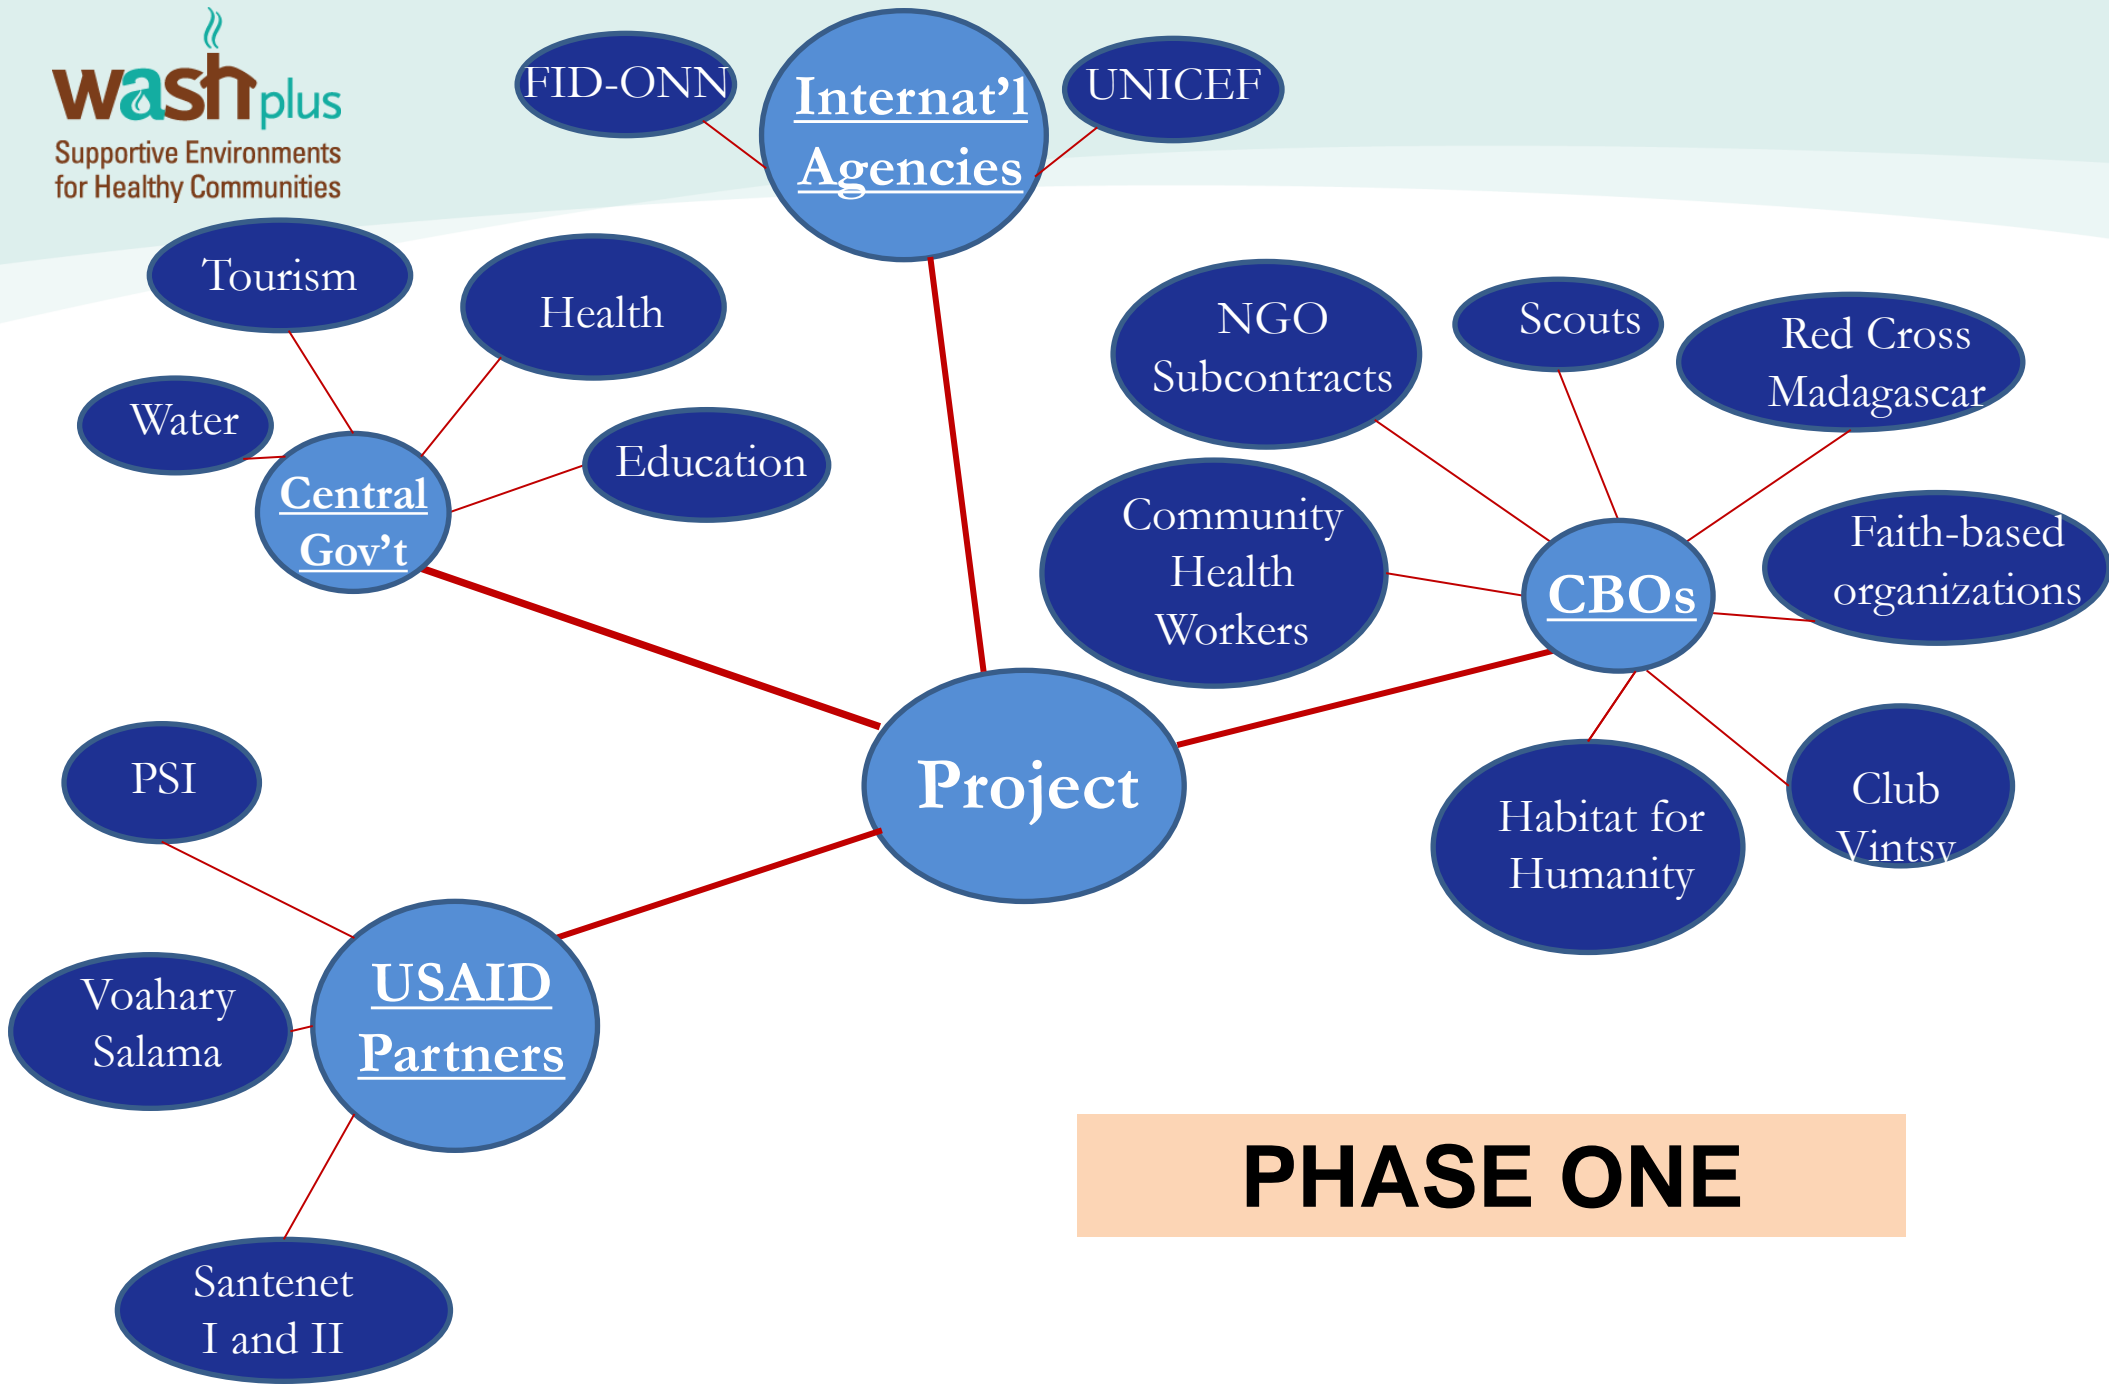 wash plus
Supportive Environments
for Healthy Communities
FID-ONN
Internat’l
Agencies
UNICEF
Tourism
Health
Water
Education
Central
Gov’t
NGO
Subcontracts
Scouts
Red Cross
Madagascar
Community
Health
Workers
CBOs
Faith-based
organizations
Project
Habitat for
Humanity
Club
Vintsy
PSI
USAID
Partners
Voahary
Salama
Santenet
I and II
PHASE ONE